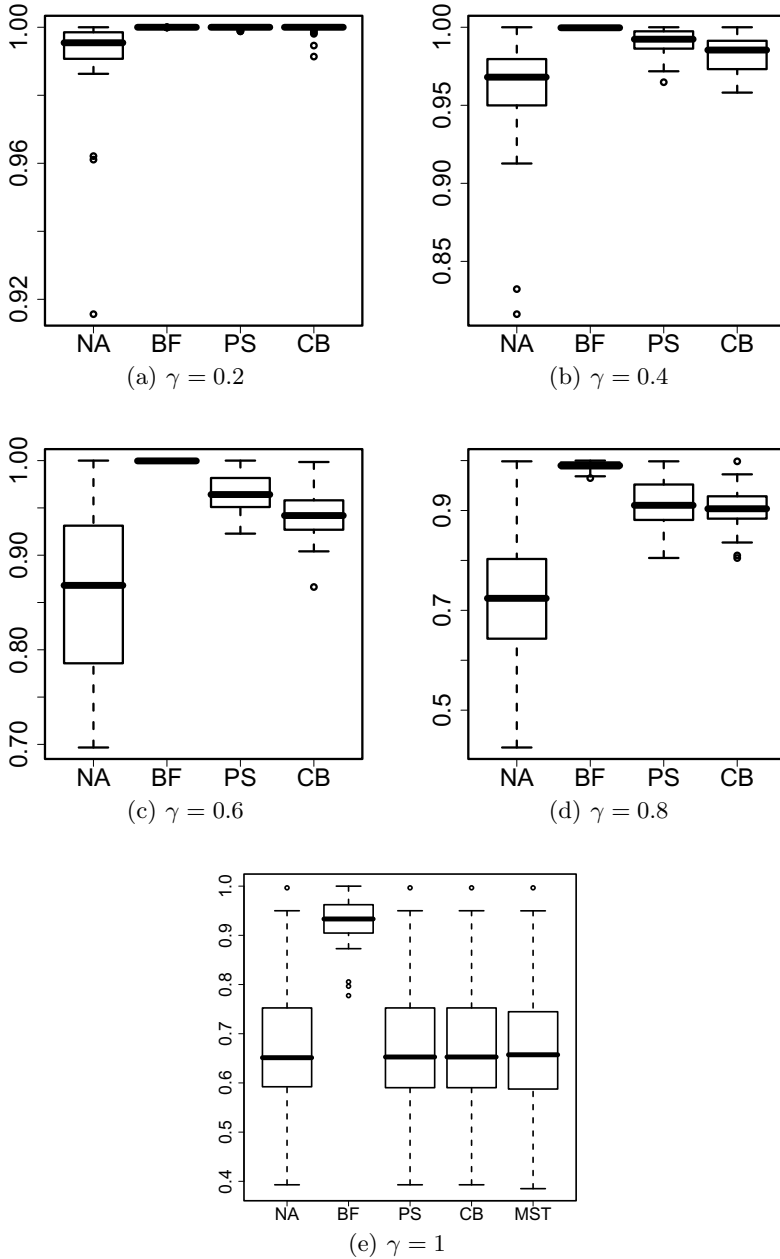 1.00
0.96
0.92
NA BF PS CB
(a) γ = 0.2
1.00
0.95
0.90
0.85
NA BF PS CB
(b) γ = 0.4
1.00
0.90
0.80
0.70
NA BF PS CB
(c) γ = 0.6
0.9
0.7
0.5
NA BF PS CB
(d) γ = 0.8
1.0
0.9
0.8
0.7
0.6
0.5
0.4
NA BF PS CB MST
(e) γ = 1